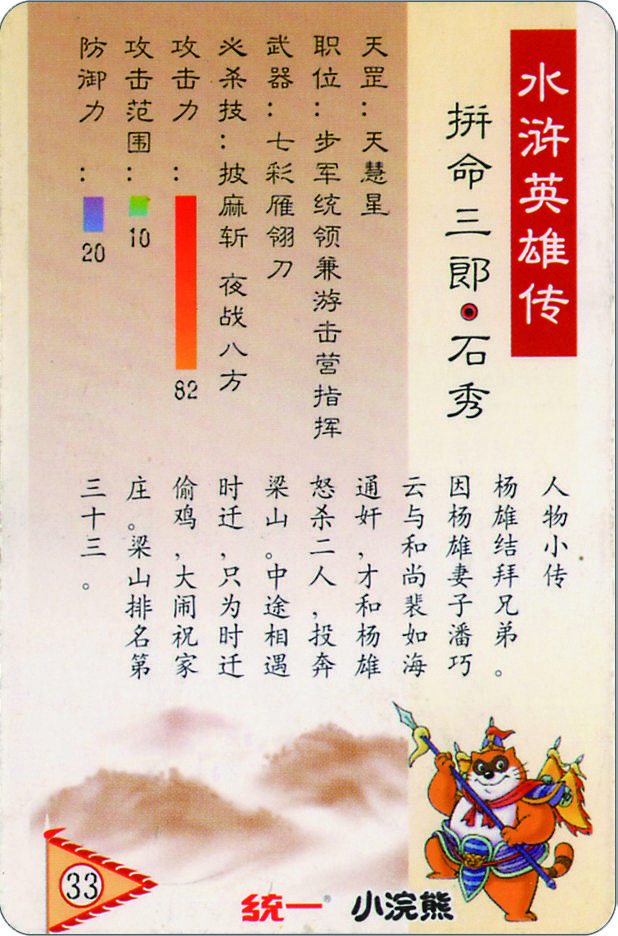 水浒英雄传
拚命三郎·石秀
天罡：天慧星
职位：步军统领兼游击营指挥
武器：七彩雁翎刀
必杀技：披麻斩 夜战八方
攻击力：
82
攻击范围：
10
防御力：
20
人物小传
杨雄结拜兄弟。
因杨雄妻子潘巧
云与和尚裴如海
通奸，才和杨雄
怒杀二人，投奔
梁山。中途相遇
时迁，只为时迁
偷鸡，大闹祝家
庄。梁山排名第
三十三。
33
统一®
小浣熊